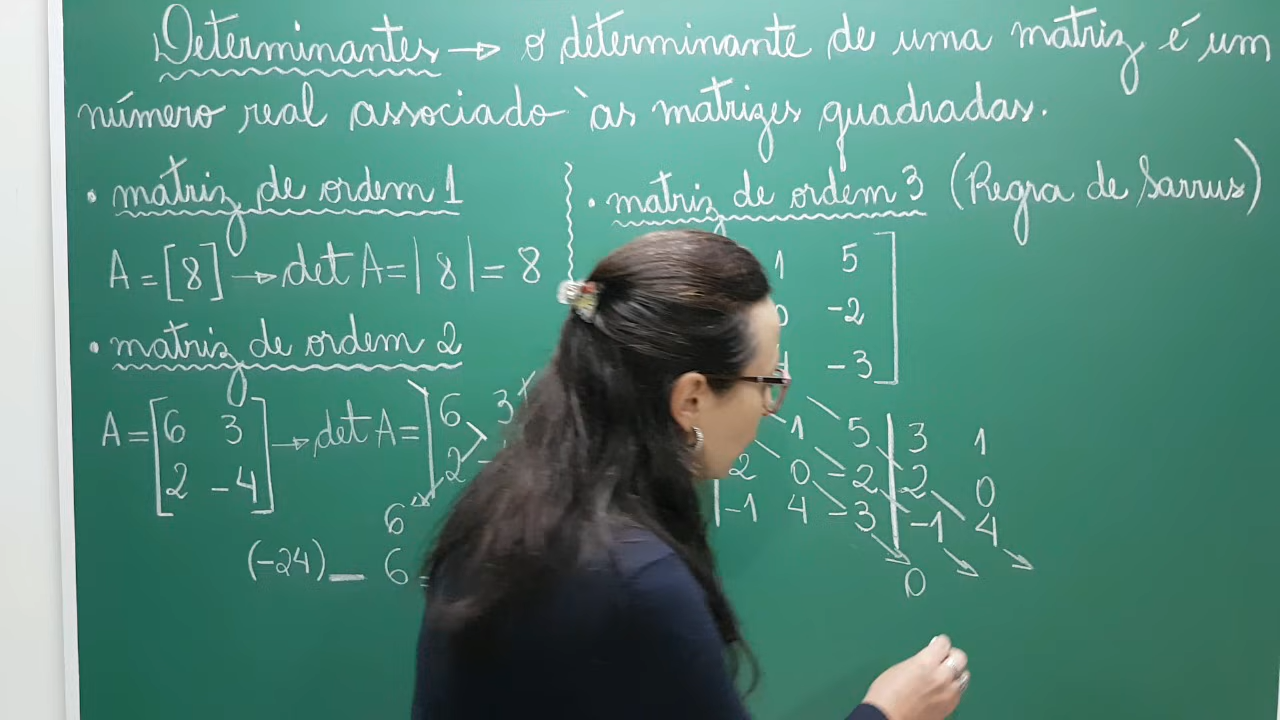 Determinantes → o determinante de uma matriz é um
número real associado às matrizes quadradas.
• matriz de ordem 1
A = [8] → det A = | 8 | = 8
• matriz de ordem 2
A = [6 3
2 -4] → det A = | 6 3
2
6
(-24) - 6 =
• matriz de ordem 3 (Regra de Sarrus)
1 5
-2
-3
1 5 | 3 1
2 0 -2 | 2 0
-1 4 -3 | -1 4
0